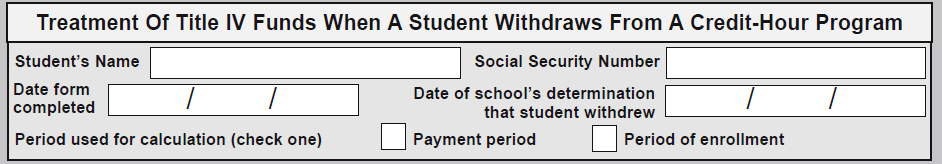 Treatment Of Title IV Funds When A Student Withdraws From A Credit-Hour Program
Student's Name Social Security Number
Date form completed / / Date of school's determination that student withdrew / /
Period used for calculation (check one) Payment period Period of enrollment